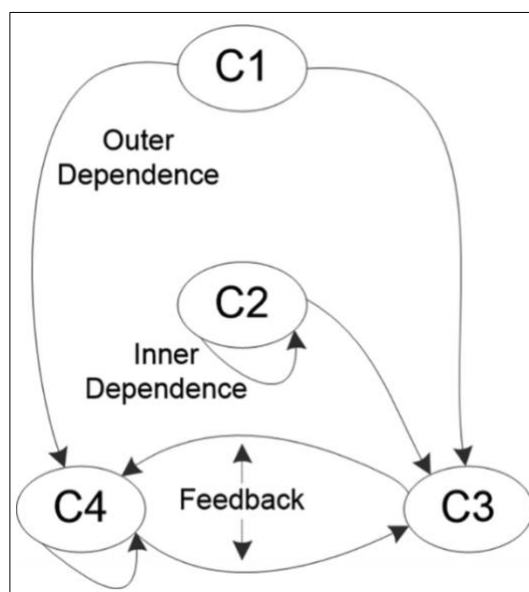 C1
Outer
Dependence
C2
Inner
Dependence
C4
Feedback
C3